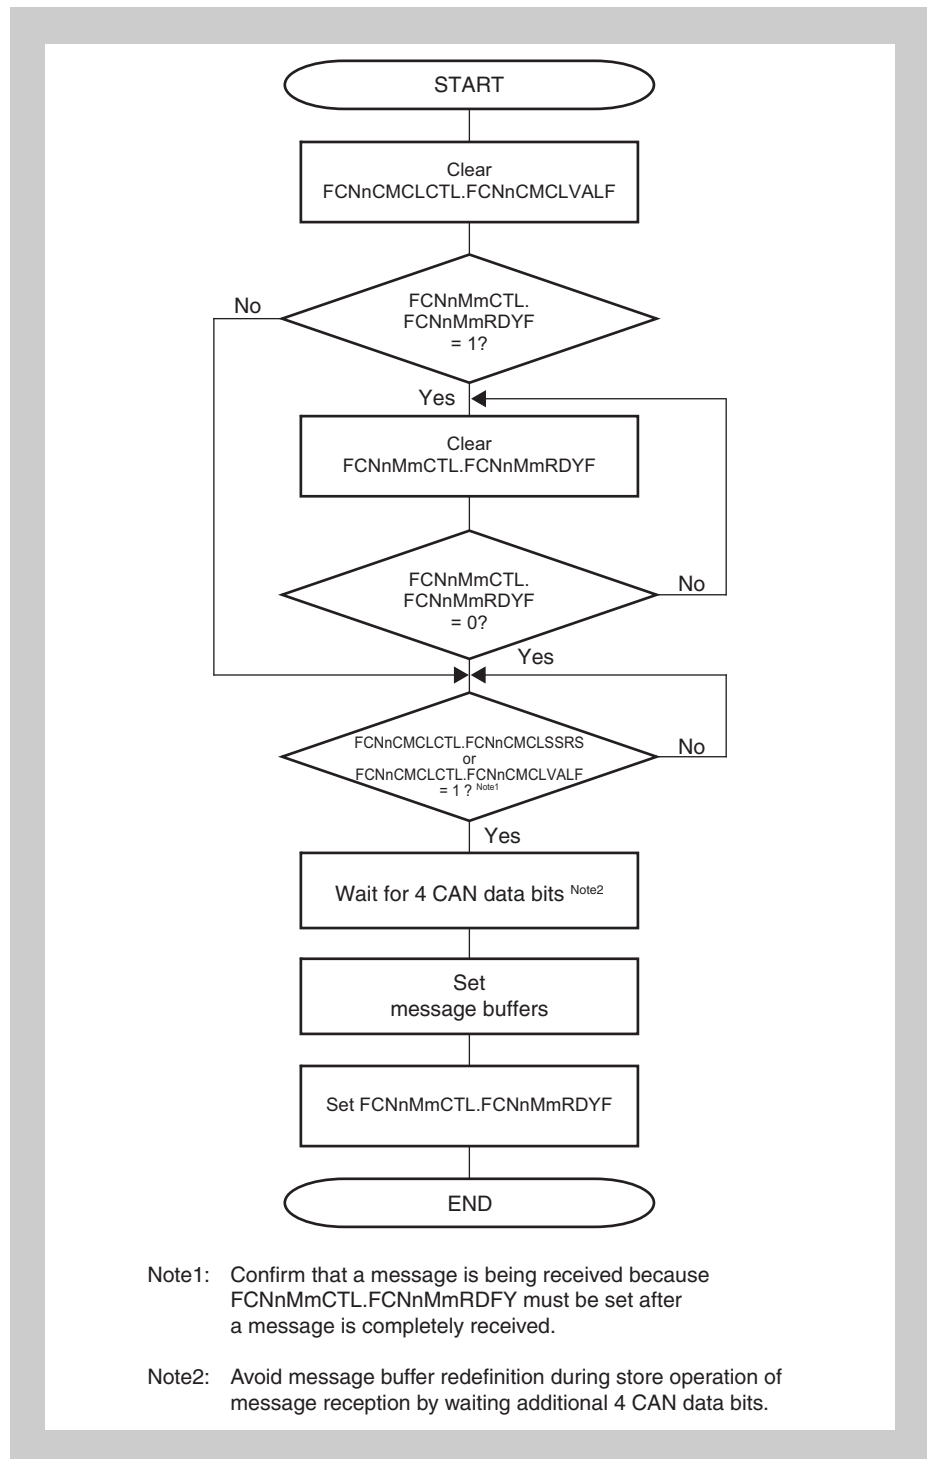 START
Clear
FCNnCMCLCTL.FCNnCMCLVALF
No
FCNnMmCTL.
FCNnMmRDYF
= 1?
Yes
Clear
FCNnMmCTL.FCNnMmRDYF
FCNnMmCTL.
FCNnMmRDYF
= 0?
No
Yes
FCNnCMCLCTL.FCNnCMCLSSRS
or
FCNnCMCLCTL.FCNnCMCLVALF
= 1 ? Note1
No
Yes
Wait for 4 CAN data bits Note2
Set
message buffers
Set FCNnMmCTL.FCNnMmRDYF
END
Note1: Confirm that a message is being received because
FCNnMmCTL.FCNnMmRDFY must be set after
a message is completely received.
Note2: Avoid message buffer redefinition during store operation of
message reception by waiting additional 4 CAN data bits.